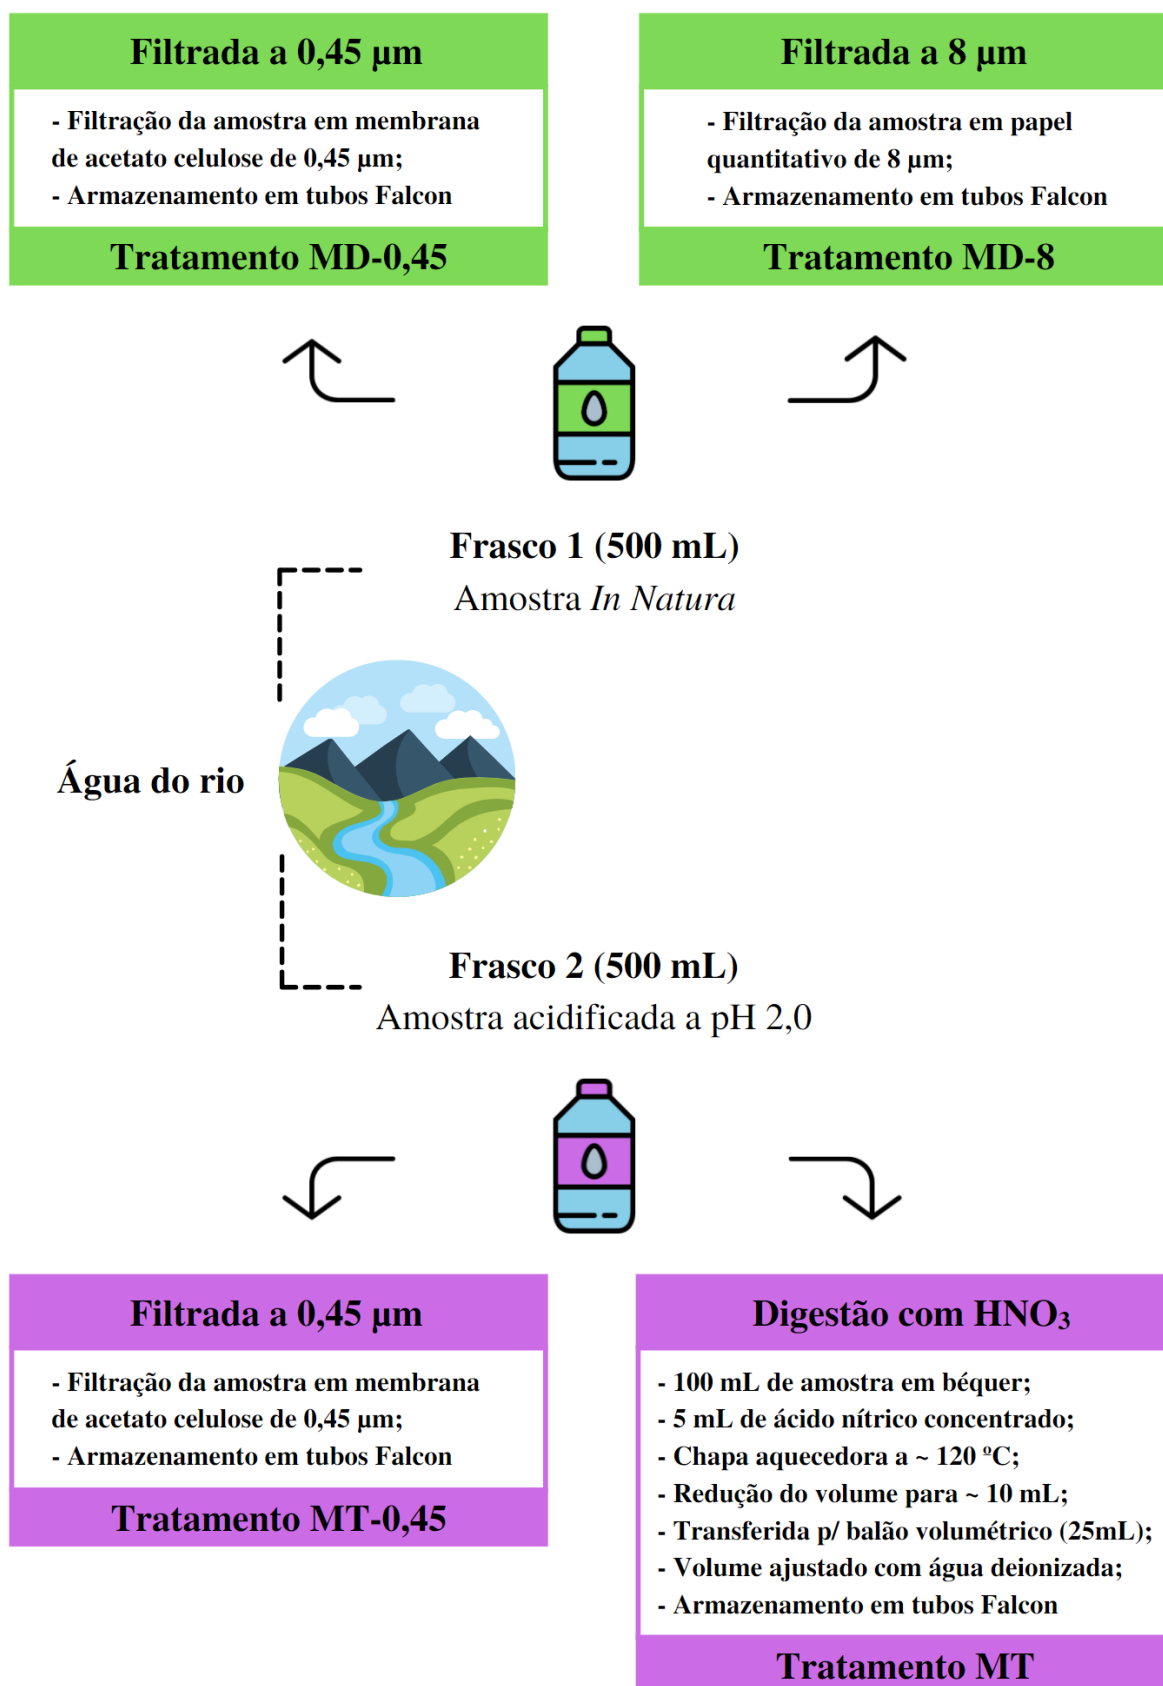 Filtrada a 0,45 µm
- Filtração da amostra em membrana
de acetato celulose de 0,45 µm;
- Armazenamento em tubos Falcon
Tratamento MD-0,45
Filtrada a 8 µm
- Filtração da amostra em papel
quantitativo de 8 µm;
- Armazenamento em tubos Falcon
Tratamento MD-8
Frasco 1 (500 mL)
Amostra In Natura
Água do rio
Frasco 2 (500 mL)
Amostra acidificada a pH 2,0
Filtrada a 0,45 µm
- Filtração da amostra em membrana
de acetato celulose de 0,45 µm;
- Armazenamento em tubos Falcon
Tratamento MT-0,45
Digestão com HNO₃
- 100 mL de amostra em béquer;
- 5 mL de ácido nítrico concentrado;
- Chapa aquecedora a ~ 120 ºC;
- Redução do volume para ~ 10 mL;
- Transferida p/ balão volumétrico (25mL);
- Volume ajustado com água deionizada;
- Armazenamento em tubos Falcon
Tratamento MT